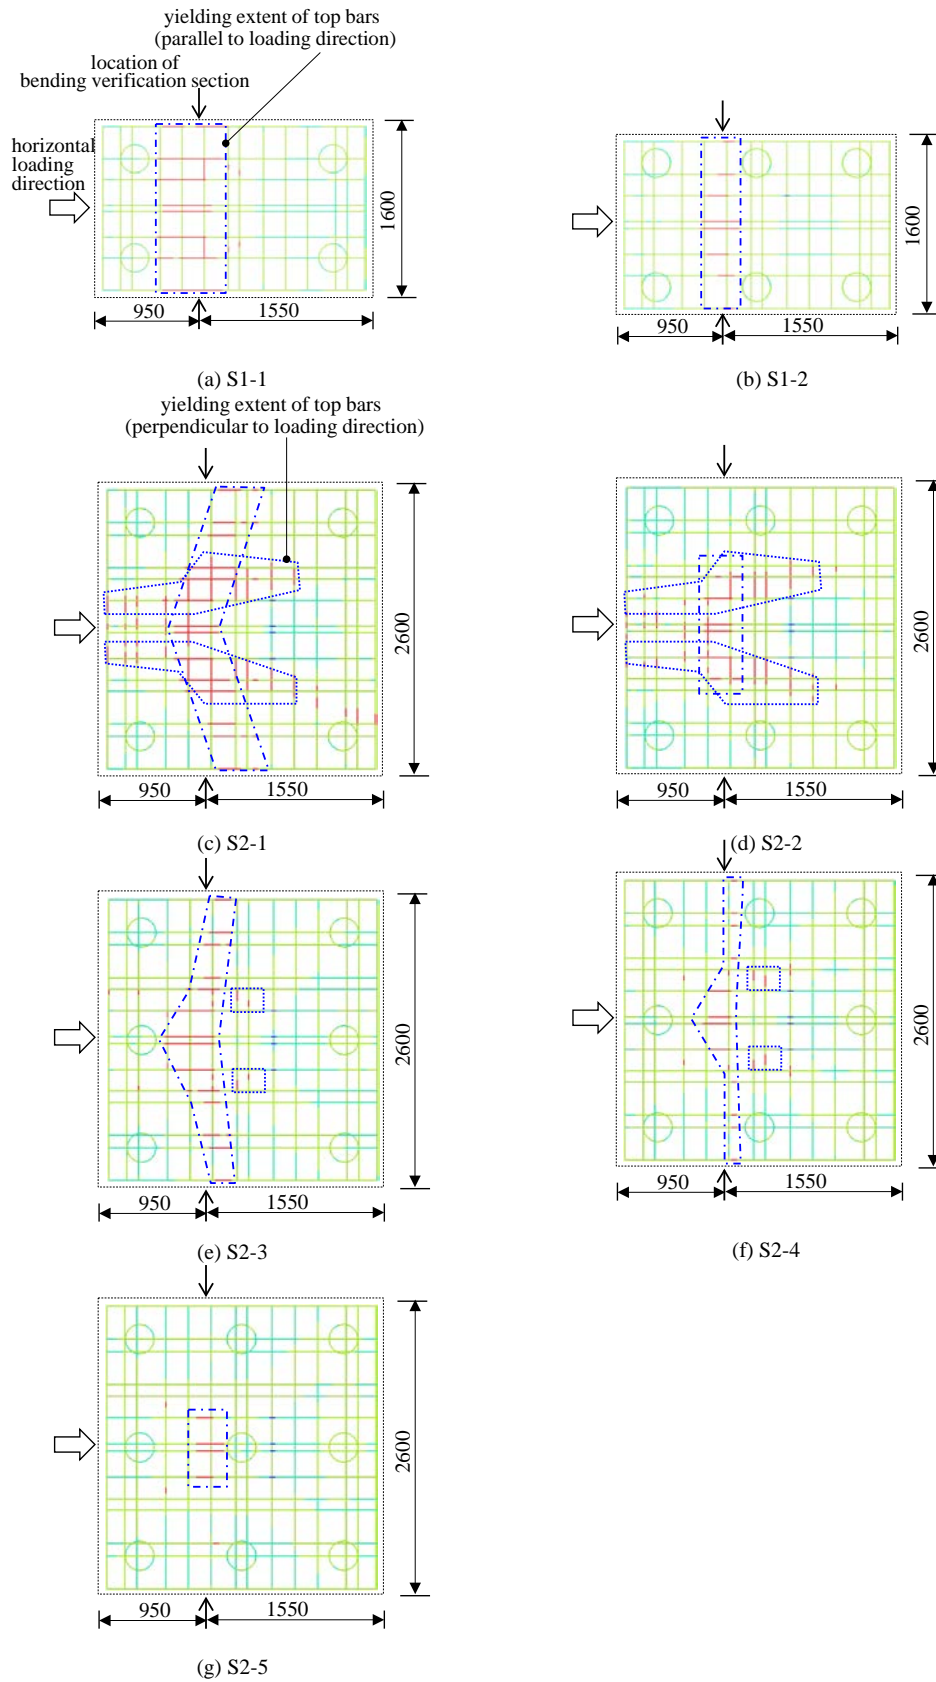 yielding extent of top bars
(parallel to loading direction)
location of
bending verification section
horizontal
loading
direction
1600
950
1550
(a) S1-1
1600
950
1550
(b) S1-2
yielding extent of top bars
(perpendicular to loading direction)
2600
950
1550
(c) S2-1
2600
950
1550
(d) S2-2
2600
950
1550
(e) S2-3
2600
950
1550
(f) S2-4
2600
950
1550
(g) S2-5